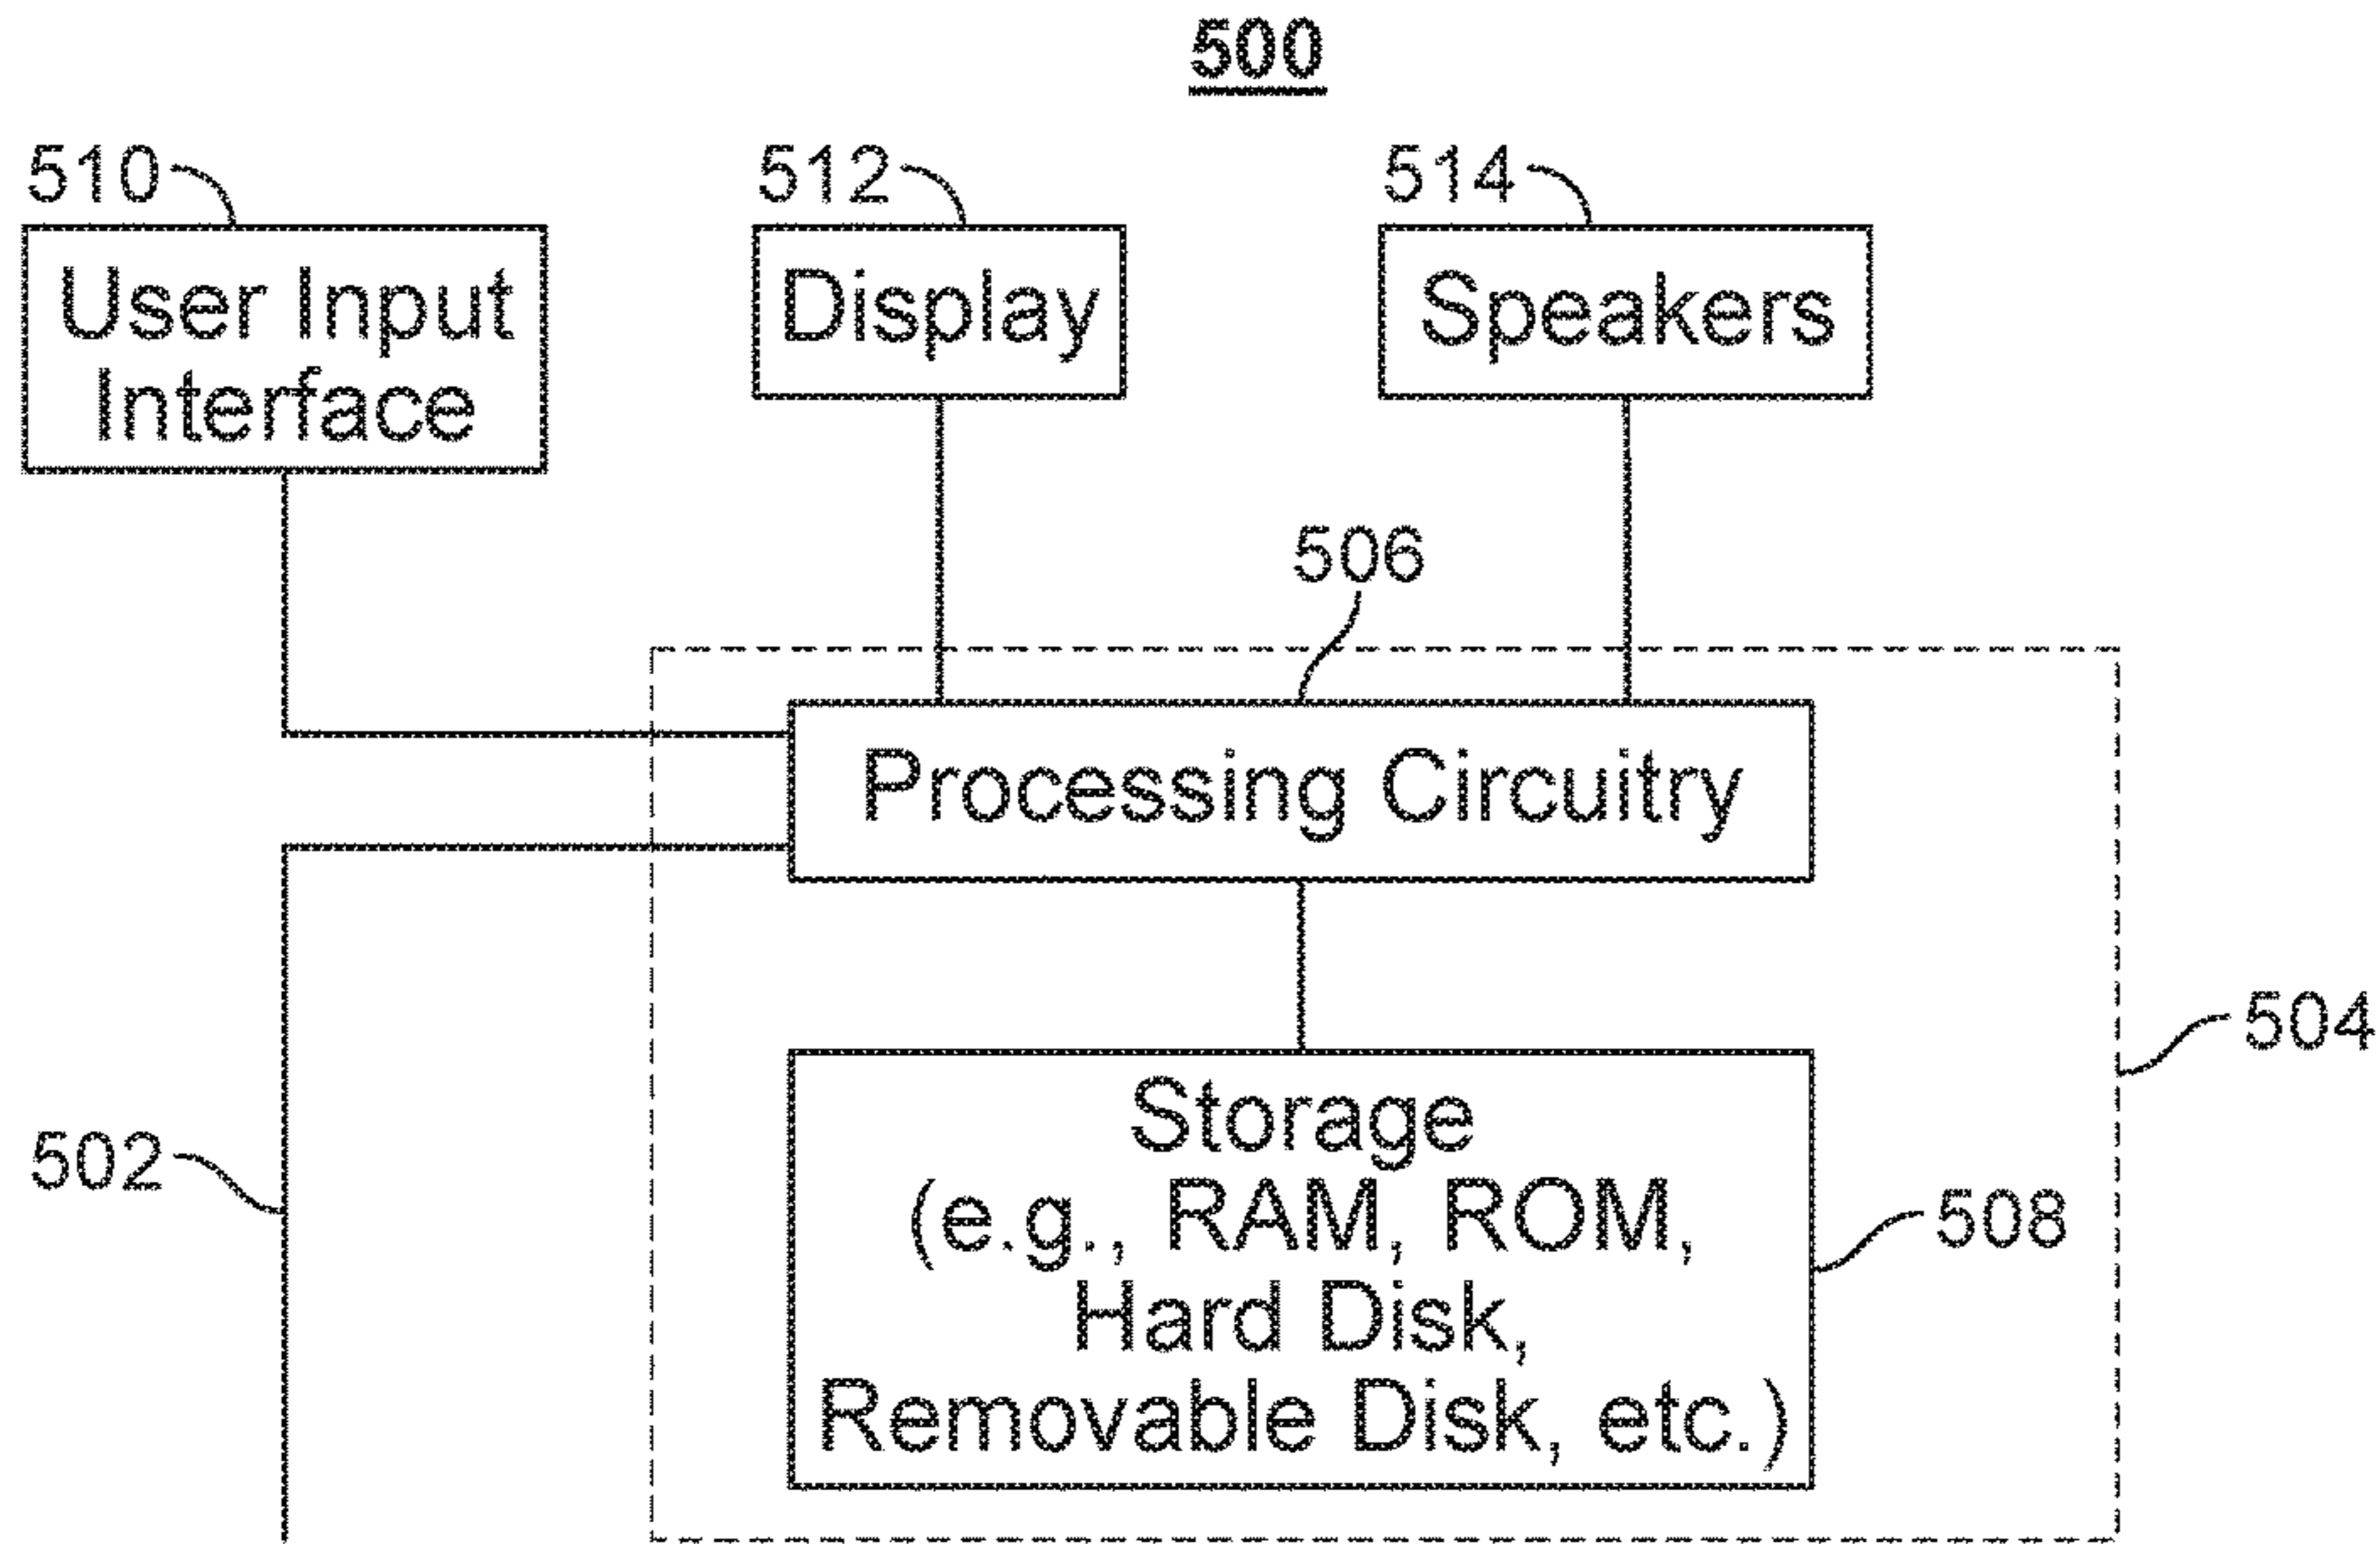 500
510
512
514
User Input
Interface
Display
Speakers
506
Processing Circuitry
504
502
Storage
(e.g., RAM, ROM,
Hard Disk,
Removable Disk, etc.)
508